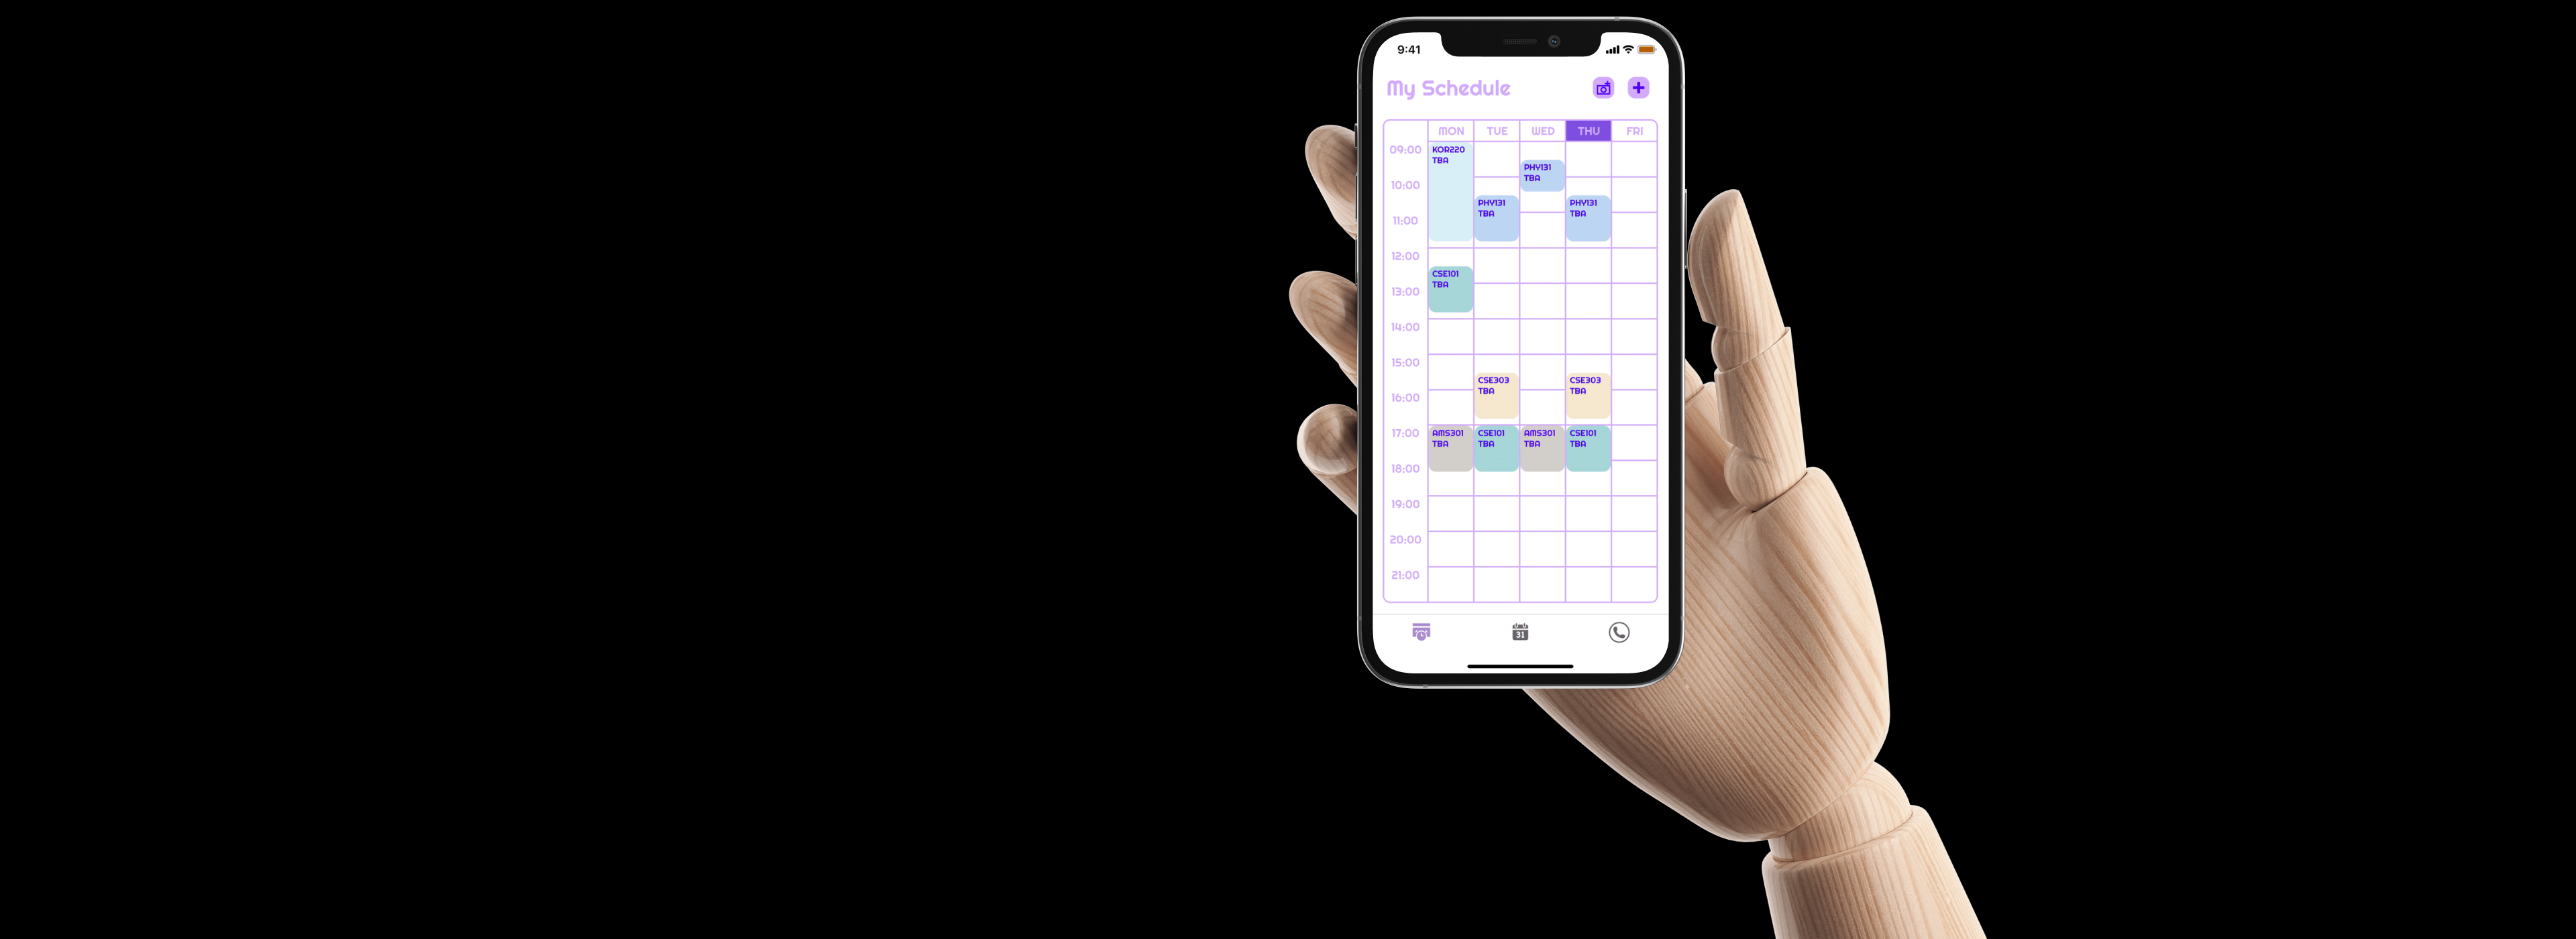 9:41
My Schedule
MON TUE WED THU FRI
09:00
KOR220
TBA
PHY131
TBA
10:00
PHY131
TBA
PHY131
TBA
11:00
12:00
CSE101
TBA
13:00
14:00
15:00
CSE303
TBA
CSE303
TBA
16:00
17:00
AMS301
TBA
CSE101
TBA
AMS301
TBA
CSE101
TBA
18:00
19:00
20:00
21:00
31